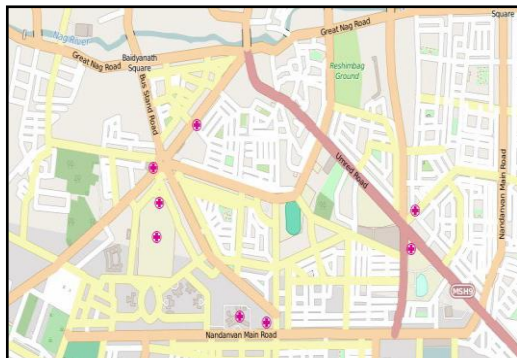 Square
Great Nag Road
Nag River
Great Nag Road
Baidyanath
Square
Reshimbag
Ground
Bus Stand Road
Umred Road
Nandanvan Main Road
MSH9
Nandanvan Main Road